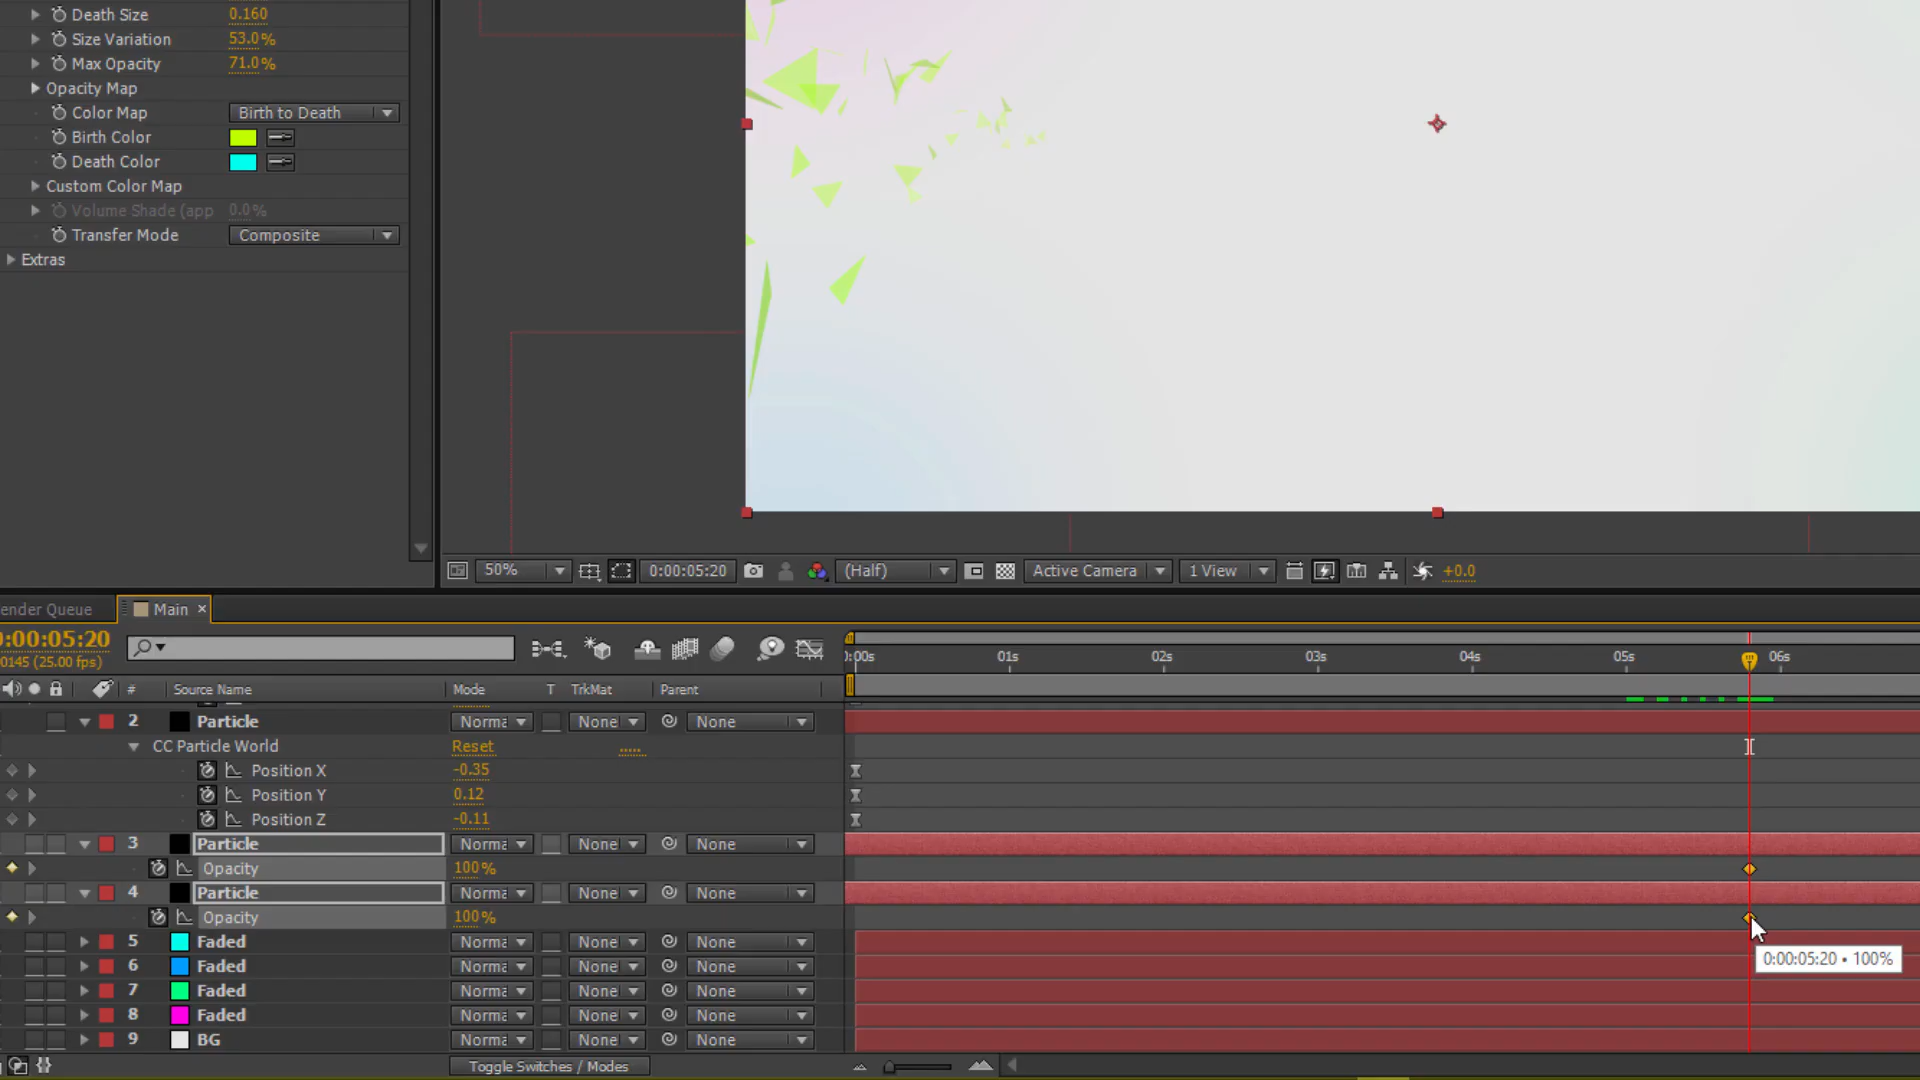 Death Size 0.160
Size Variation 53.0%
Max Opacity 71.0%
Opacity Map
Color Map Birth to Death
Birth Color
Death Color
Custom Color Map
Volume Shade (app 0.0%
Transfer Mode Composite
Extras
50% 0:00:05:20 (Half) Active Camera 1 View +0.0
ender Queue Main ×
0:00:05:20
0145 (25.00 fps)
0:00s 01s 02s 03s 04s 05s 06s
# Source Name Mode T TrkMat Parent
2 Particle Norma None None
CC Particle World Reset .....
Position X -0.35
Position Y 0.12
Position Z -0.11
3 Particle Norma None None
Opacity 100%
4 Particle Norma None None
Opacity 100%
5 Faded Norma None None
0:00:05:20 • 100%
6 Faded Norma None None
7 Faded Norma None None
8 Faded Norma None None
9 BG Norma None None
Toggle Switches / Modes